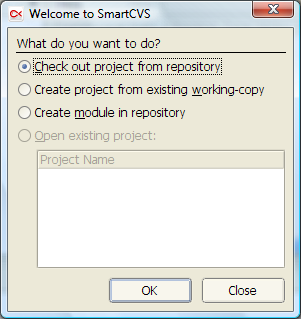 Welcome to SmartCVS
What do you want to do?
Check out project from repository
Create project from existing working-copy
Create module in repository
Open existing project:
Project Name
OK Close